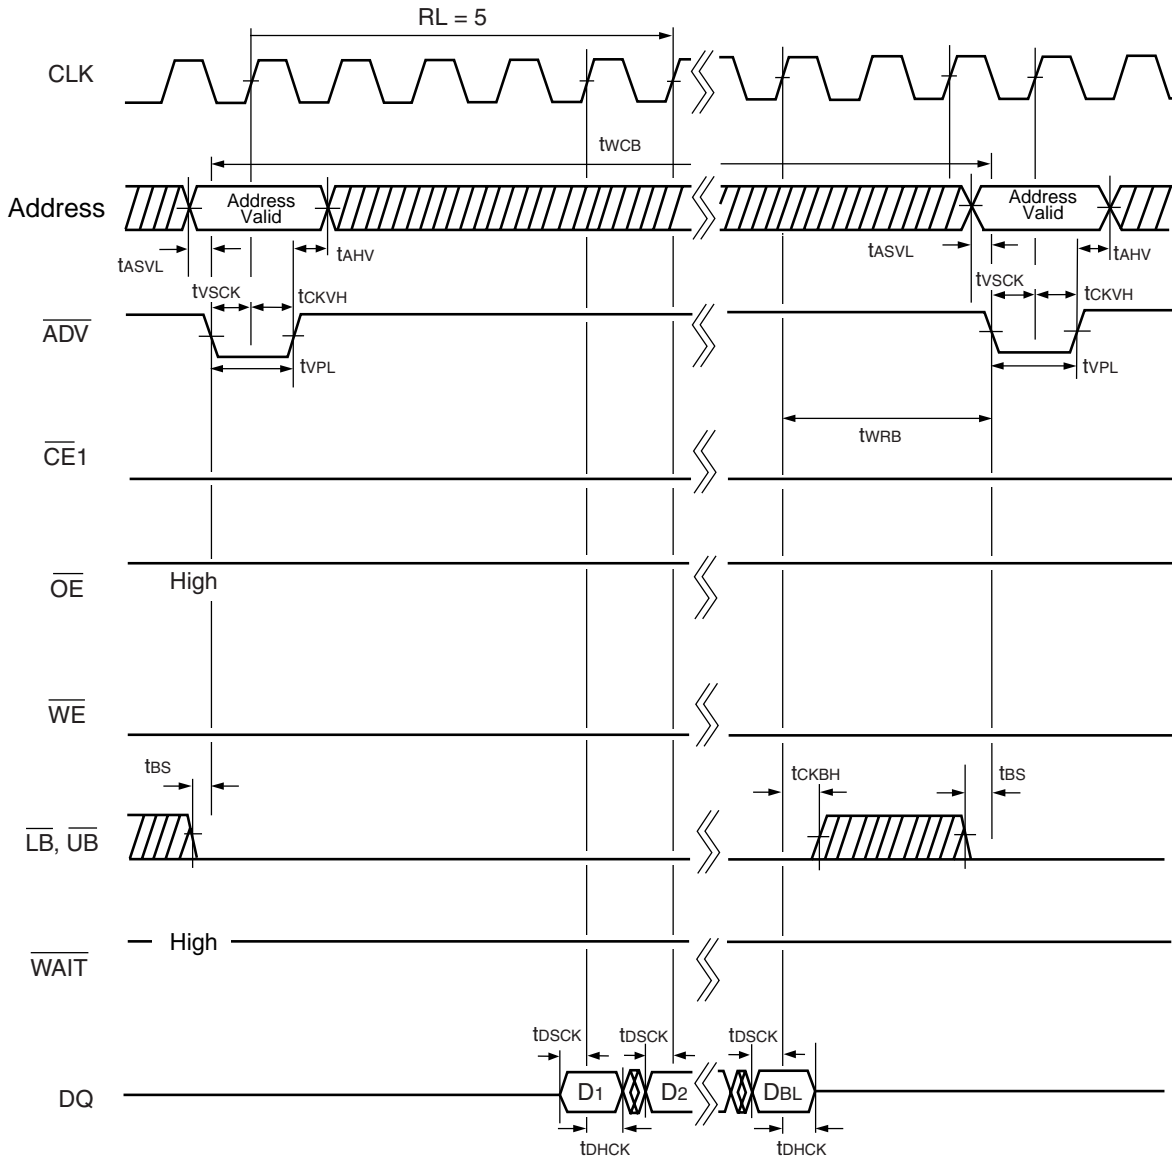 RL = 5
CLK
tWCB
Address
Address
Valid
Address
Valid
tASVL
tAHV
tASVL
tAHV
tVSCK
tCKVH
tVSCK
tCKVH
ADV
tVPL
tVPL
tWRB
CE1
OE
High
WE
tBS
tCKBH
tBS
LB, UB
High
WAIT
tDSCK
tDSCK
tDSCK
DQ
D1
D2
DBL
tDHCK
tDHCK